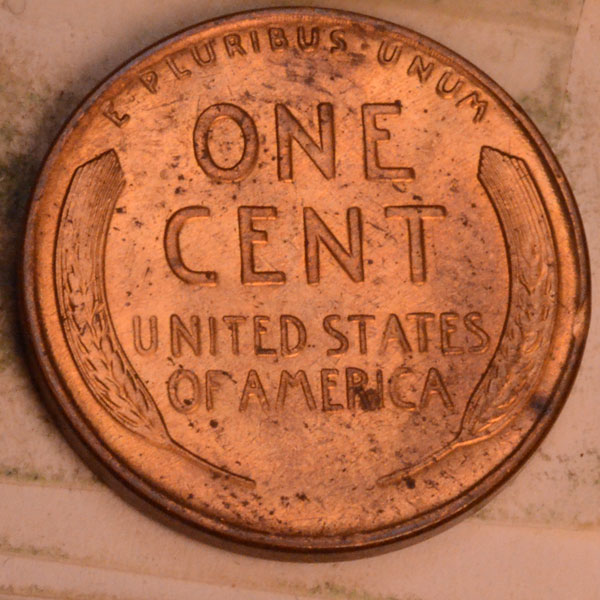 E·PLURIBUS·UNUM
ONE
CENT
UNITED STATES
OF AMERICA